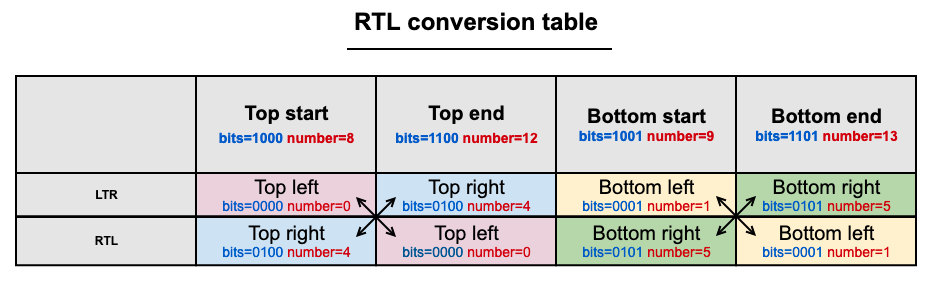 RTL conversion table
Top start
bits=1000 number=8
Top end
bits=1100 number=12
Bottom start
bits=1001 number=9
Bottom end
bits=1101 number=13
LTR
Top left
bits=0000 number=0
Top right
bits=0100 number=4
Bottom left
bits=0001 number=1
Bottom right
bits=0101 number=5
RTL
Top right
bits=0100 number=4
Top left
bits=0000 number=0
Bottom right
bits=0101 number=5
Bottom left
bits=0001 number=1